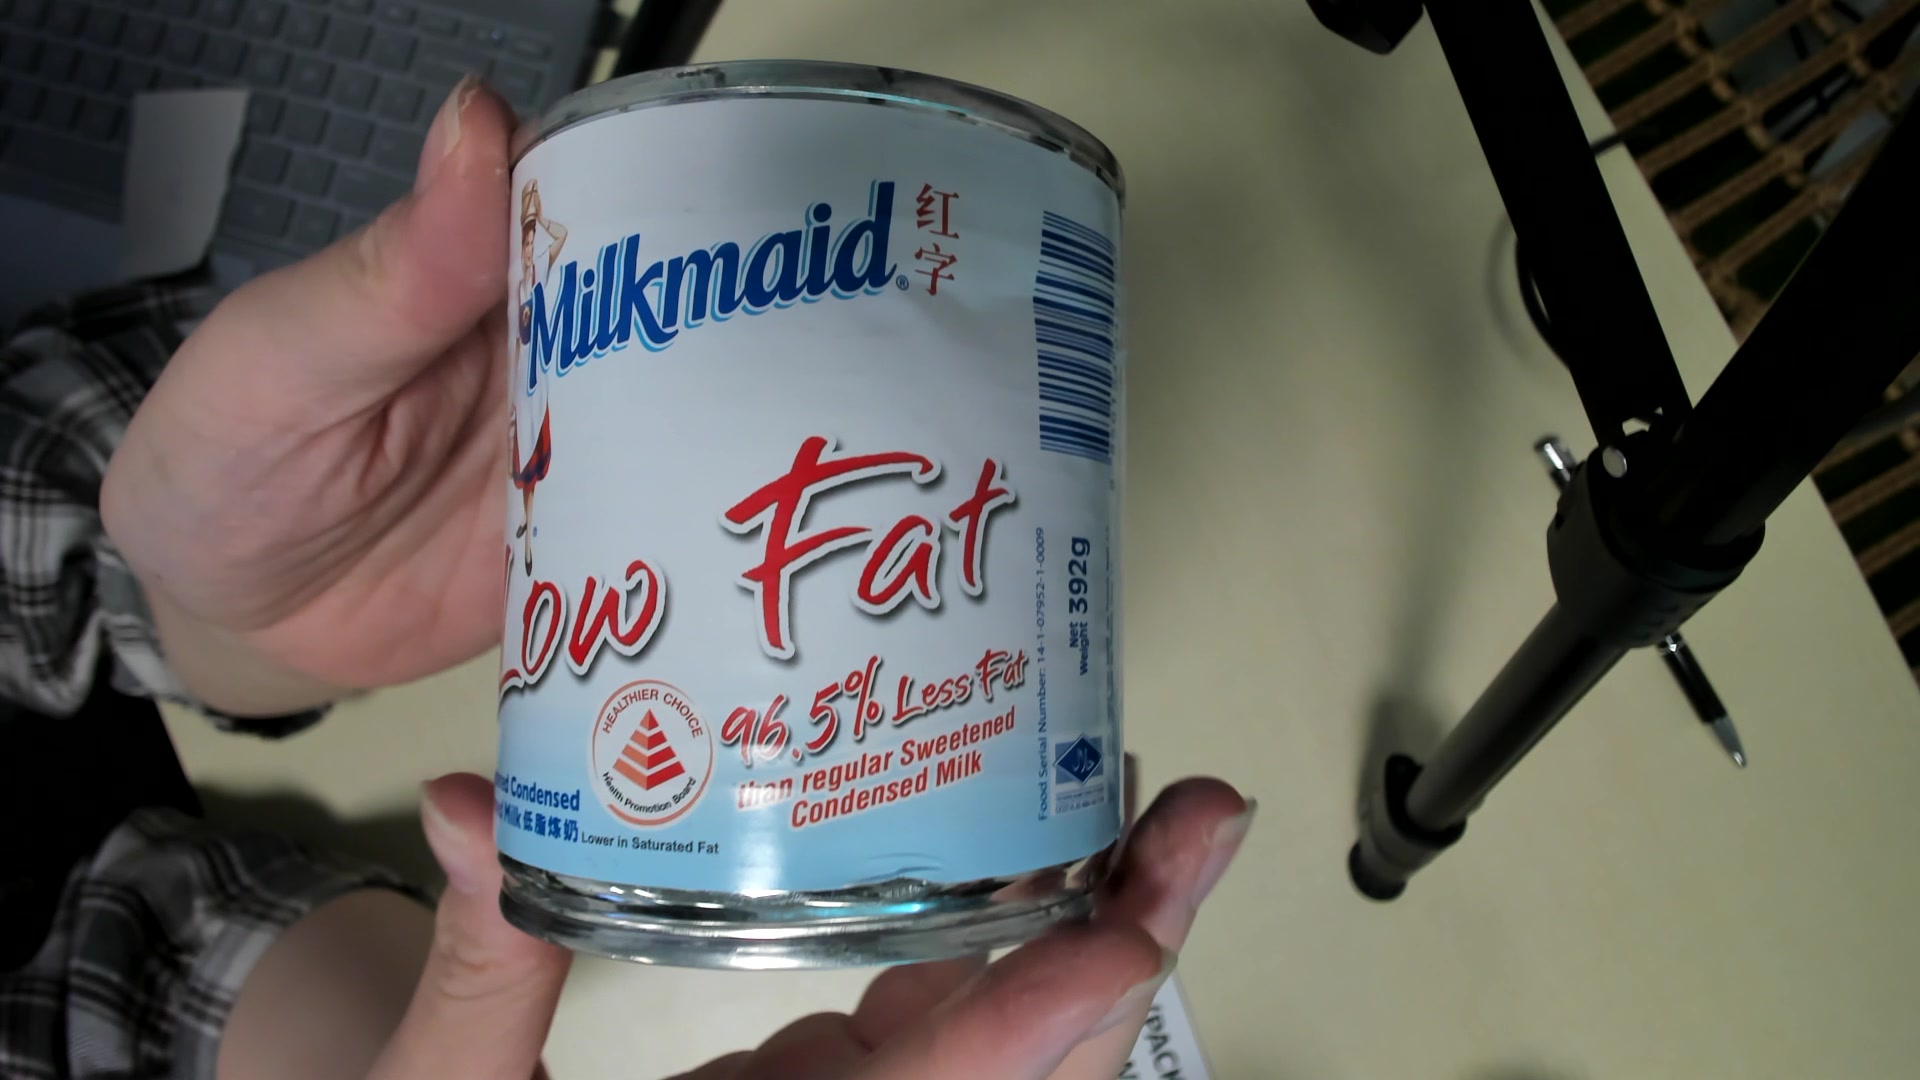 Milkmaid®
红字
Low Fat
96.5% Less Fat
than regular Sweetened
Condensed Milk
HEALTHIER CHOICE
Health Promotion Board
Condensed
Milk 低脂炼奶
Lower in Saturated Fat
Food Serial Number: 14-1-07952-1-0009
Net
Weight 392g